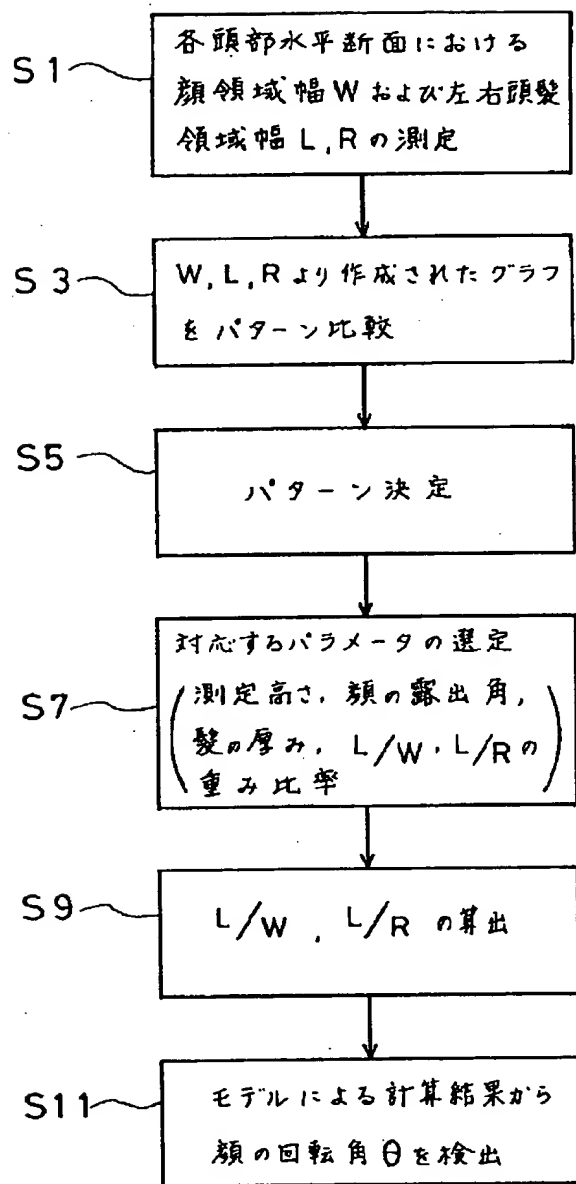 S1
各頭部水平断面における
顔領域幅Wおよび左右頭髪
領域幅L,Rの測定
S3
W,L,Rより作成されたグラフ
をパターン比較
S5
パターン決定
S7
対応するパラメータの選定
(測定高さ,顔の露出角,
髪の厚み,L/W・L/Rの
重み比率)
S9
L/W,L/Rの算出
S11
モデルによる計算結果から
顔の回転角θを検出